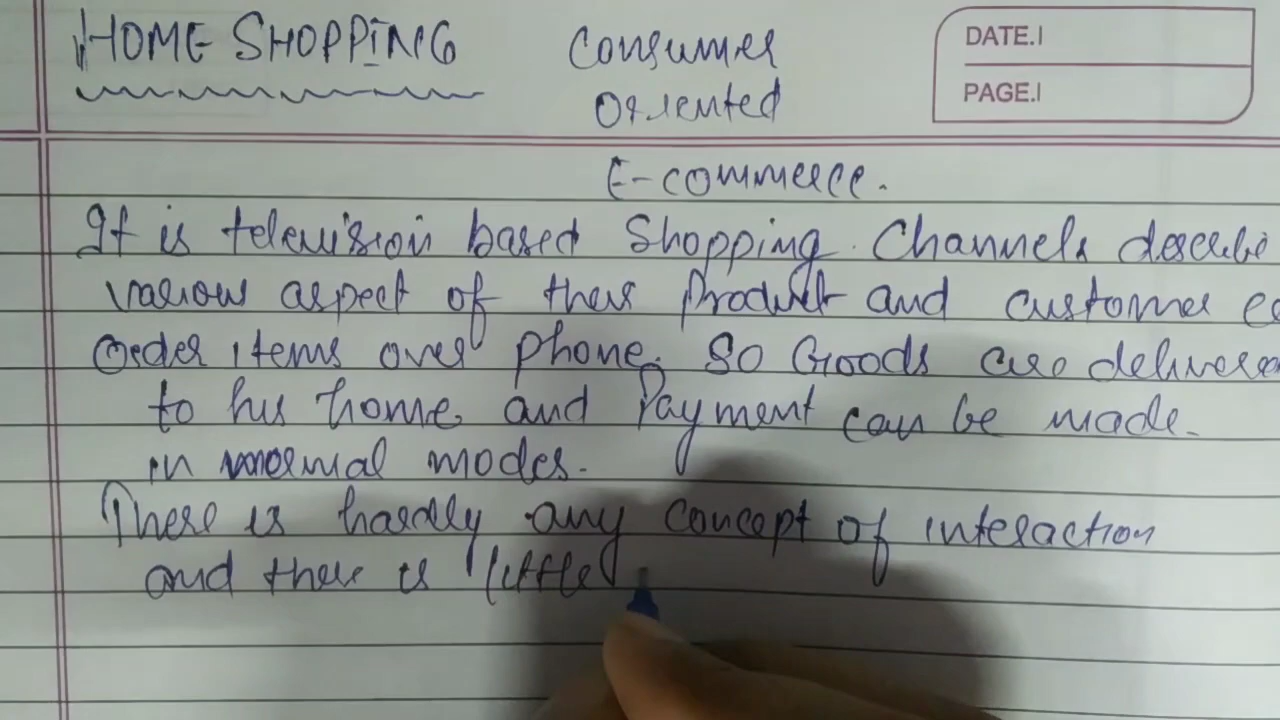 HOME SHOPPING
Consumer
Oriented
E-commerce.
DATE.I
PAGE.I
It is television based Shopping. Channels describe
various aspect of their Product and customer
Order items over phone. So Goods are delivere
to his home and Payment can be made.
in normal modes.
There is hardly any concept of interaction
and there is little